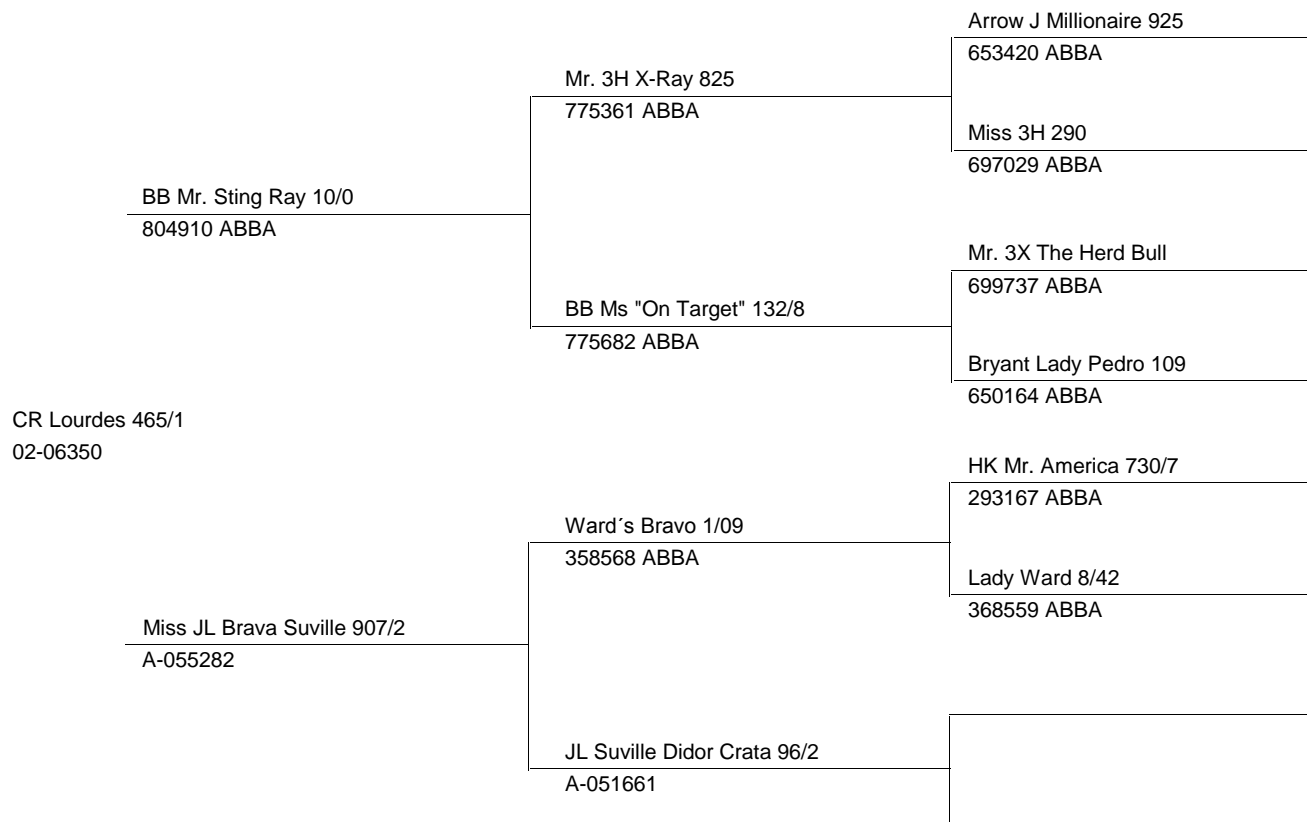 Arrow J Millionaire 925
653420 ABBA
Mr. 3H X-Ray 825
775361 ABBA
Miss 3H 290
697029 ABBA
BB Mr. Sting Ray 10/0
804910 ABBA
Mr. 3X The Herd Bull
699737 ABBA
BB Ms "On Target" 132/8
775682 ABBA
Bryant Lady Pedro 109
650164 ABBA
CR Lourdes 465/1
02-06350
HK Mr. America 730/7
293167 ABBA
Ward´s Bravo 1/09
358568 ABBA
Lady Ward 8/42
368559 ABBA
Miss JL Brava Suville 907/2
A-055282
JL Suville Didor Crata 96/2
A-051661